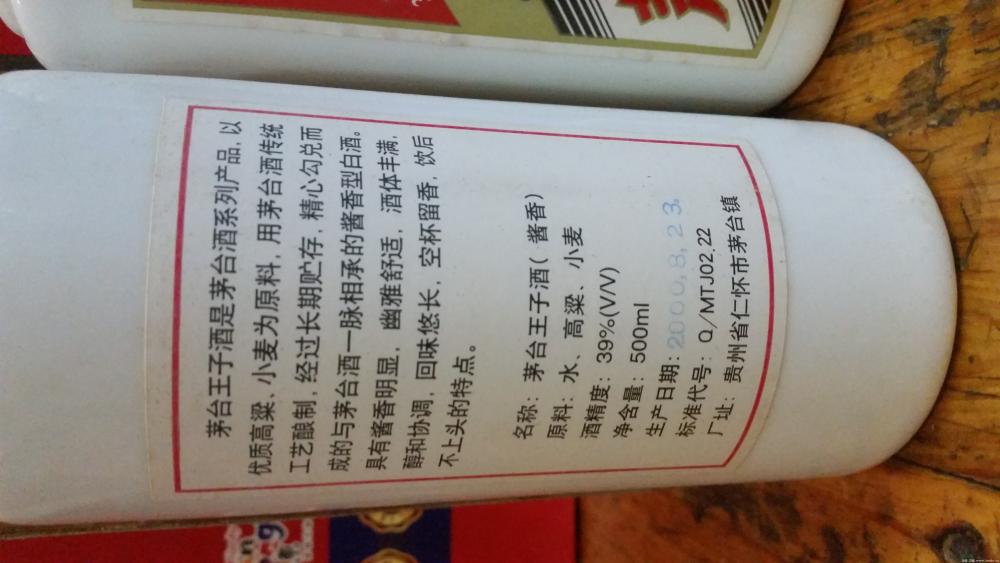 茅台王子酒是茅台酒系列产品，以
优质高粱、小麦为原料，用茅台酒传统
工艺酿制，经过长期贮存，精心勾兑而
成的与茅台酒一脉相承的酱香型白酒。
具有酱香明显，幽雅舒适，酒体丰满，
醇和协调，回味悠长，空杯留香，饮后
不上头的特点。
名称：茅台王子酒（酱香）
原料：水、高粱、小麦
酒精度：39%(V/V)
净含量：500ml
生产日期：2000.8.23.
标准代号：Q/MTJ02.22
厂址：贵州省仁怀市茅台镇